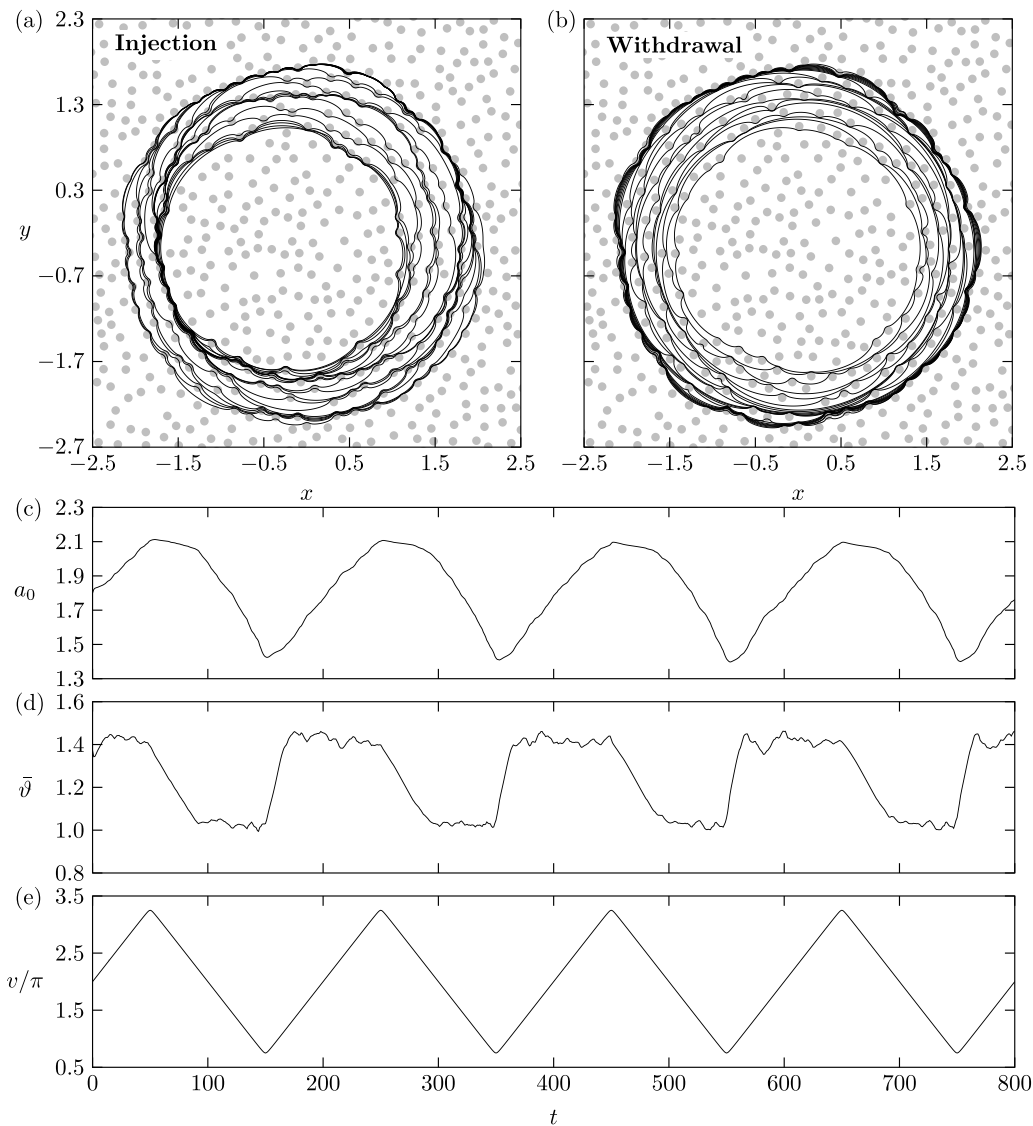 (a) (b)
Injection Withdrawal
2.3
1.3
0.3
y
−0.7
−1.7
−2.7
−2.5 −1.5 −0.5 0.5 1.5 2.5 −2.5 −1.5 −0.5 0.5 1.5 2.5
x x
(c)
2.3
2.1
1.9
a₀
1.7
1.5
1.3
(d)
1.6
1.4
1.2
ϑ̄
1.0
0.8
(e)
3.5
2.5
v/π
1.5
0.5
0 100 200 300 400 500 600 700 800
t